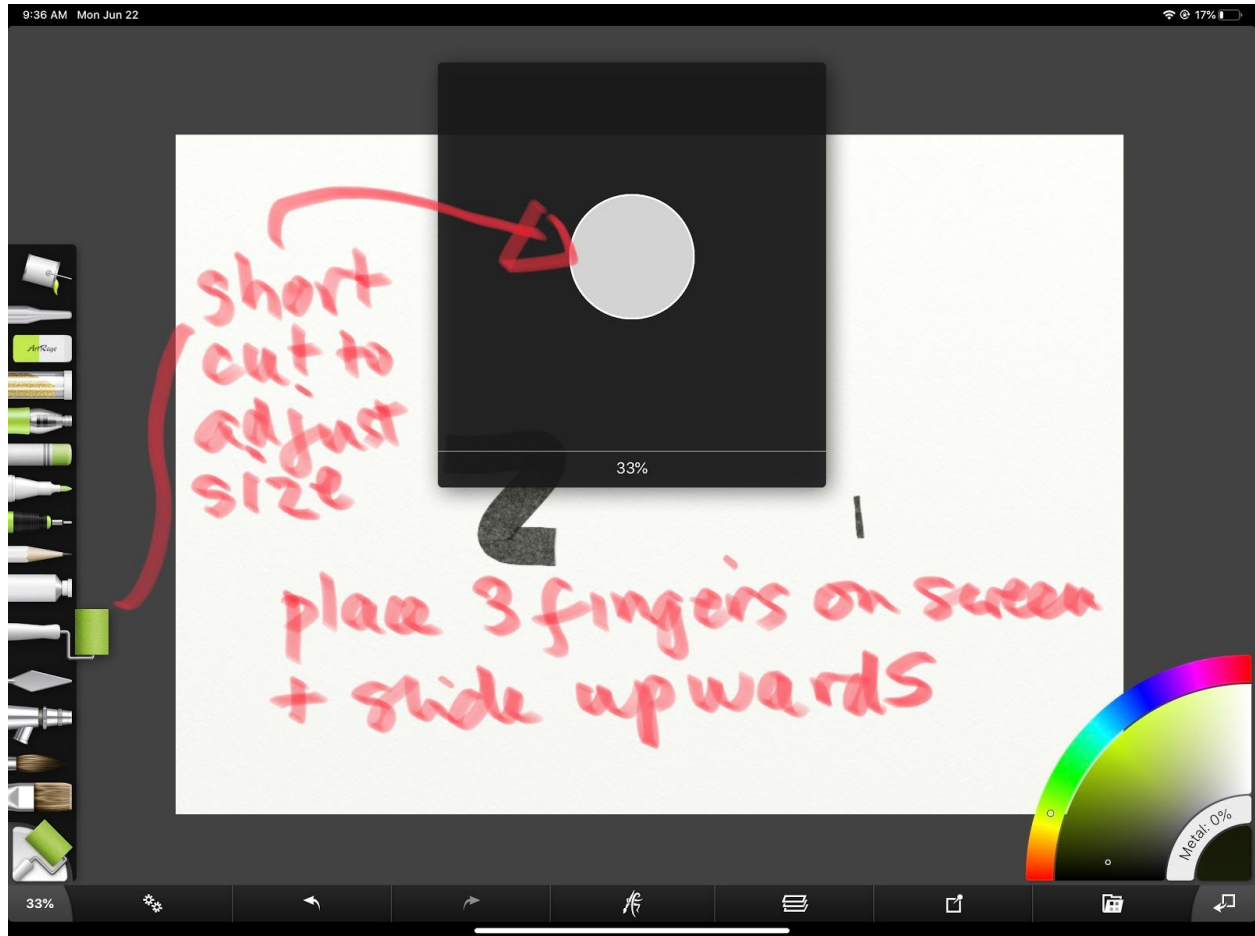 9:36 AM Mon Jun 22
17%
short
cut to
adjust
size
ArtRage
33%
place 3 fingers on screen
+ slide upwards
Metal: 0%
33%